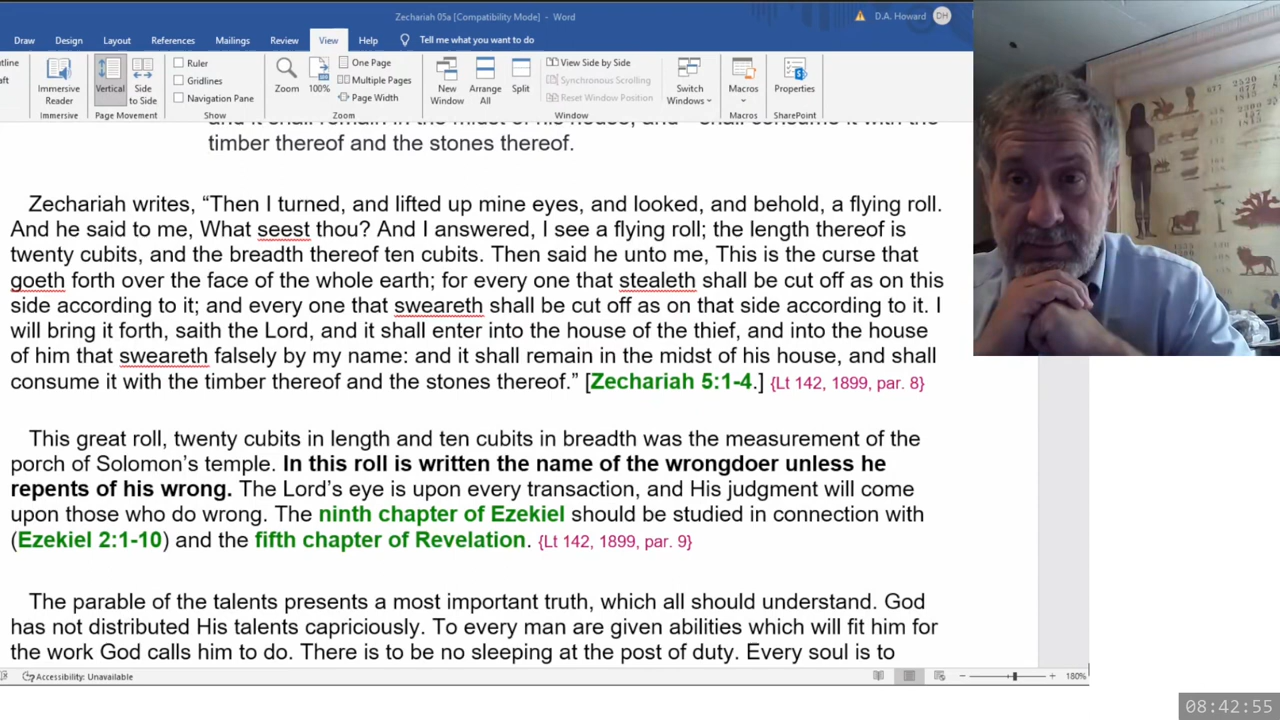 Zechariah 05a [Compatibility Mode] - Word
D.A. Howard DH
Draw Design Layout References Mailings Review View Help Tell me what you want to do
Immersive Reader
Vertical Side to Side
Ruler
Gridlines
Navigation Pane
Zoom 100%
One Page
Multiple Pages
Page Width
New Window Arrange All Split
View Side by Side
Synchronous Scrolling
Reset Window Position
Switch Windows
Macros
Properties
Immersive Page Movement Show Zoom Window Macros SharePoint
timber thereof and the stones thereof.
Zechariah writes, “Then I turned, and lifted up mine eyes, and looked, and behold, a flying roll.
And he said to me, What seest thou? And I answered, I see a flying roll; the length thereof is
twenty cubits, and the breadth thereof ten cubits. Then said he unto me, This is the curse that
goeth forth over the face of the whole earth; for every one that stealeth shall be cut off as on this
side according to it; and every one that sweareth shall be cut off as on that side according to it. I
will bring it forth, saith the Lord, and it shall enter into the house of the thief, and into the house
of him that sweareth falsely by my name: and it shall remain in the midst of his house, and shall
consume it with the timber thereof and the stones thereof.” [Zechariah 5:1-4.] {Lt 142, 1899, par. 8}
This great roll, twenty cubits in length and ten cubits in breadth was the measurement of the
porch of Solomon’s temple. In this roll is written the name of the wrongdoer unless he
repents of his wrong. The Lord’s eye is upon every transaction, and His judgment will come
upon those who do wrong. The ninth chapter of Ezekiel should be studied in connection with
(Ezekiel 2:1-10) and the fifth chapter of Revelation. {Lt 142, 1899, par. 9}
The parable of the talents presents a most important truth, which all should understand. God
has not distributed His talents capriciously. To every man are given abilities which will fit him for
the work God calls him to do. There is to be no sleeping at the post of duty. Every soul is to
Accessibility: Unavailable
180%
2520
08:42:55